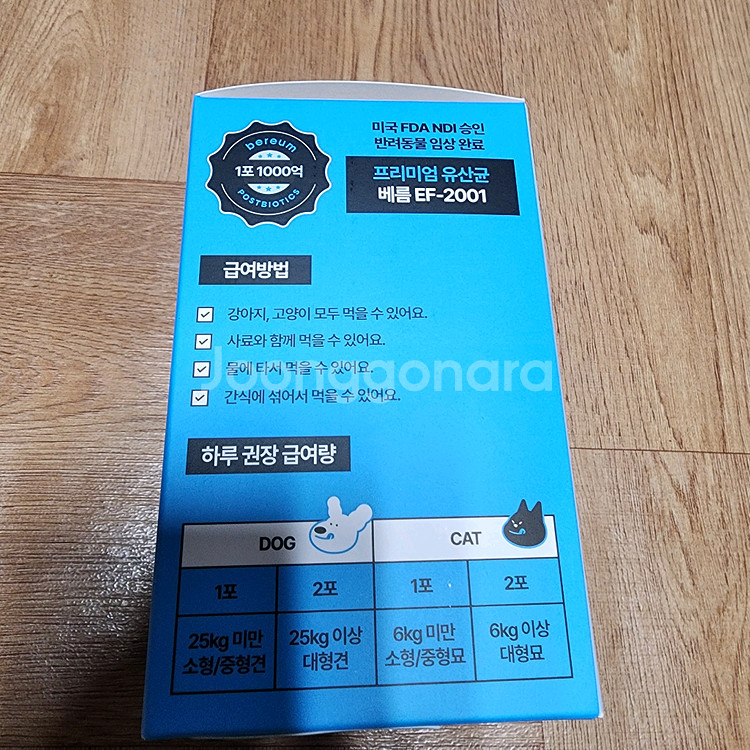 bereum
1포 1000억
POSTBIOTICS
미국 FDA NDI 승인
반려동물 임상 완료
프리미엄 유산균
베름 EF-2001
급여방법
강아지, 고양이 모두 먹을 수 있어요.
사료와 함께 먹을 수 있어요.
물에 타서 먹을 수 있어요.
간식에 섞어서 먹을 수 있어요.
Joonggonara
하루 권장 급여량
DOG
CAT
1포 2포 1포 2포
25kg 미만 25kg 이상 6kg 미만 6kg 이상
소형/중형견 대형견 소형/중형묘 대형묘